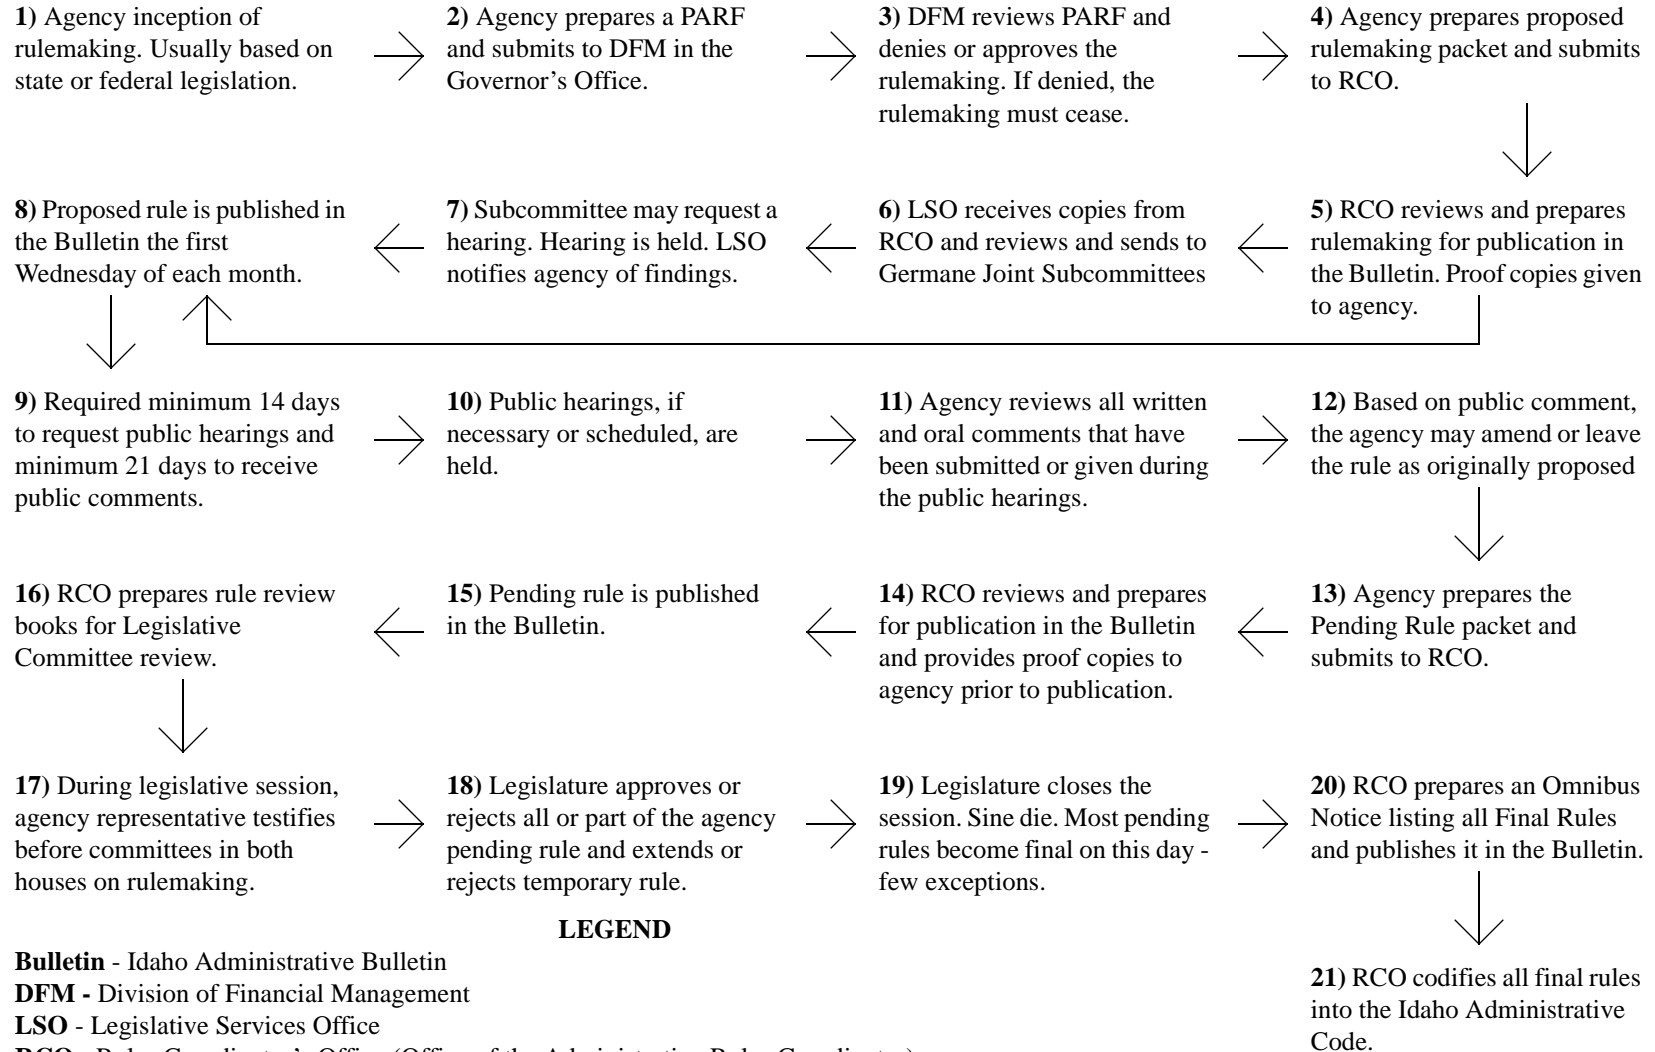 1) Agency inception of
rulemaking. Usually based on
state or federal legislation.
2) Agency prepares a PARF
and submits to DFM in the
Governor's Office.
3) DFM reviews PARF and
denies or approves the
rulemaking. If denied, the
rulemaking must cease.
4) Agency prepares proposed
rulemaking packet and submits
to RCO.
5) RCO reviews and prepares
rulemaking for publication in
the Bulletin. Proof copies given
to agency.
6) LSO receives copies from
RCO and reviews and sends to
Germane Joint Subcommittees
7) Subcommittee may request a
hearing. Hearing is held. LSO
notifies agency of findings.
8) Proposed rule is published in
the Bulletin the first
Wednesday of each month.
9) Required minimum 14 days
to request public hearings and
minimum 21 days to receive
public comments.
10) Public hearings, if
necessary or scheduled, are
held.
11) Agency reviews all written
and oral comments that have
been submitted or given during
the public hearings.
12) Based on public comment,
the agency may amend or leave
the rule as originally proposed
13) Agency prepares the
Pending Rule packet and
submits to RCO.
14) RCO reviews and prepares
for publication in the Bulletin
and provides proof copies to
agency prior to publication.
15) Pending rule is published
in the Bulletin.
16) RCO prepares rule review
books for Legislative
Committee review.
17) During legislative session,
agency representative testifies
before committees in both
houses on rulemaking.
18) Legislature approves or
rejects all or part of the agency
pending rule and extends or
rejects temporary rule.
19) Legislature closes the
session. Sine die. Most pending
rules become final on this day -
few exceptions.
20) RCO prepares an Omnibus
Notice listing all Final Rules
and publishes it in the Bulletin.
21) RCO codifies all final rules
into the Idaho Administrative
Code.
LEGEND
Bulletin - Idaho Administrative Bulletin
DFM - Division of Financial Management
LSO - Legislative Services Office
RCO - Rules Coordinator's Office (Office of the Administrative Rules Coordinator)